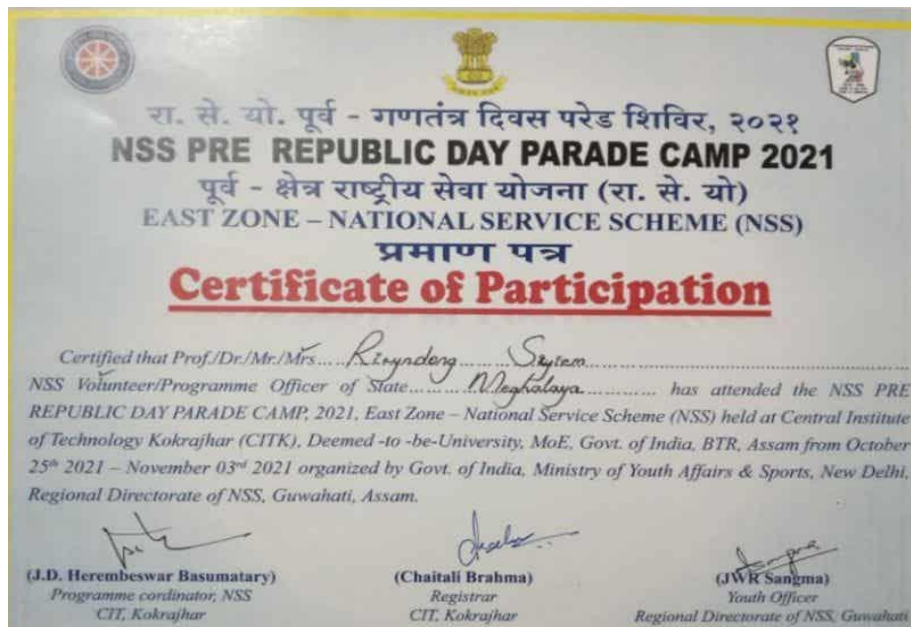 रा. से. यो. पूर्व - गणतंत्र दिवस परेड शिविर, २०२१
NSS PRE REPUBLIC DAY PARADE CAMP 2021
पूर्व - क्षेत्र राष्ट्रीय सेवा योजना (रा. से. यो)
EAST ZONE – NATIONAL SERVICE SCHEME (NSS)
प्रमाण पत्र
Certificate of Participation
Certified that Prof./Dr./Mr./Mrs.....
NSS Volunteer/Programme Officer of State.....Meghalaya............. has attended the NSS PRE
REPUBLIC DAY PARADE CAMP, 2021, East Zone – National Service Scheme (NSS) held at Central Institute
of Technology Kokrajhar (CITK), Deemed -to -be-University, MoE, Govt. of India, BTR, Assam from October
25th 2021 – November 03rd 2021 organized by Govt. of India, Ministry of Youth Affairs & Sports, New Delhi,
Regional Directorate of NSS, Guwahati, Assam.
(J.D. Herembeswar Basumatary) (Chaitali Brahma) (JWR Sangma)
Programme cordinator, NSS Registrar Youth Officer
CIT, Kokrajhar CIT, Kokrajhar Regional Directorate of NSS, Guwahati